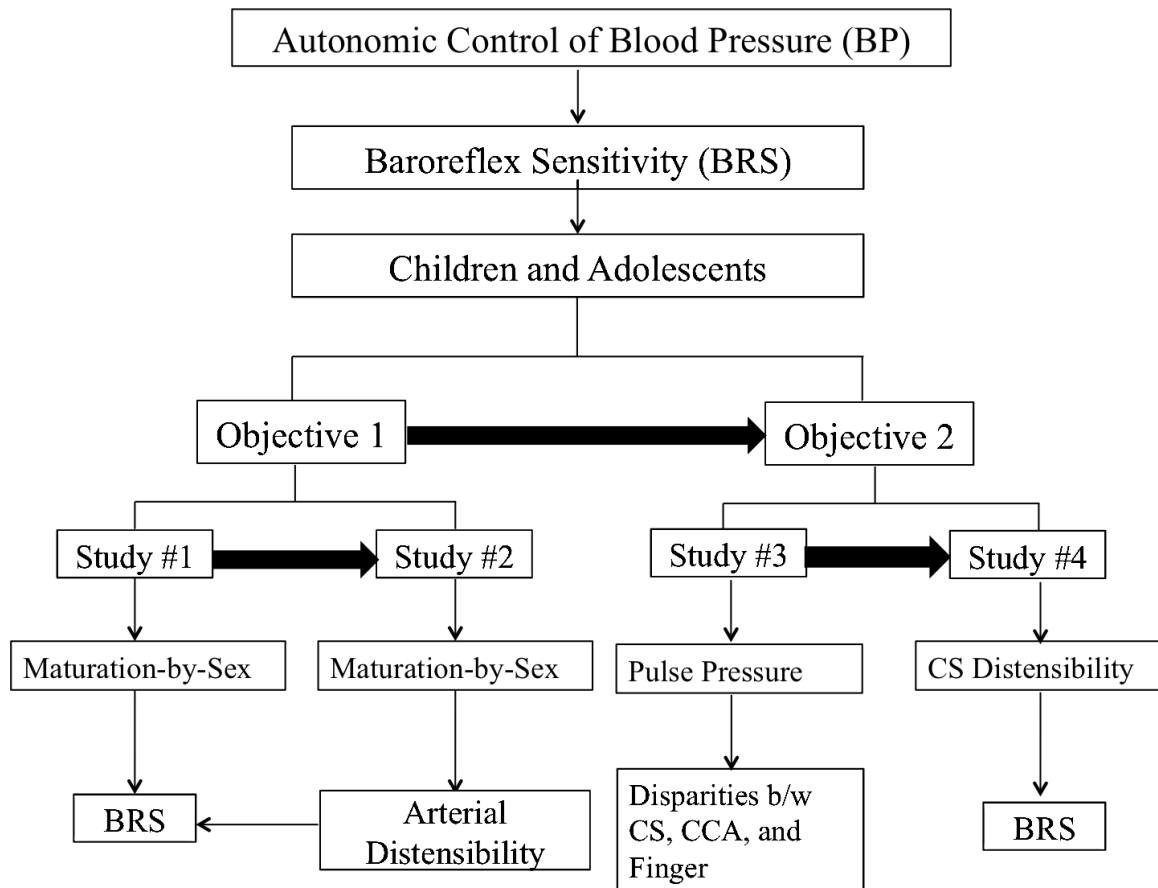 Autonomic Control of Blood Pressure (BP)
Baroreflex Sensitivity (BRS)
Children and Adolescents
Objective 1
Objective 2
Study #1
Study #2
Study #3
Study #4
Maturation-by-Sex
Maturation-by-Sex
Pulse Pressure
CS Distensibility
BRS
Arterial
Distensibility
Disparities b/w
CS, CCA, and
Finger
BRS